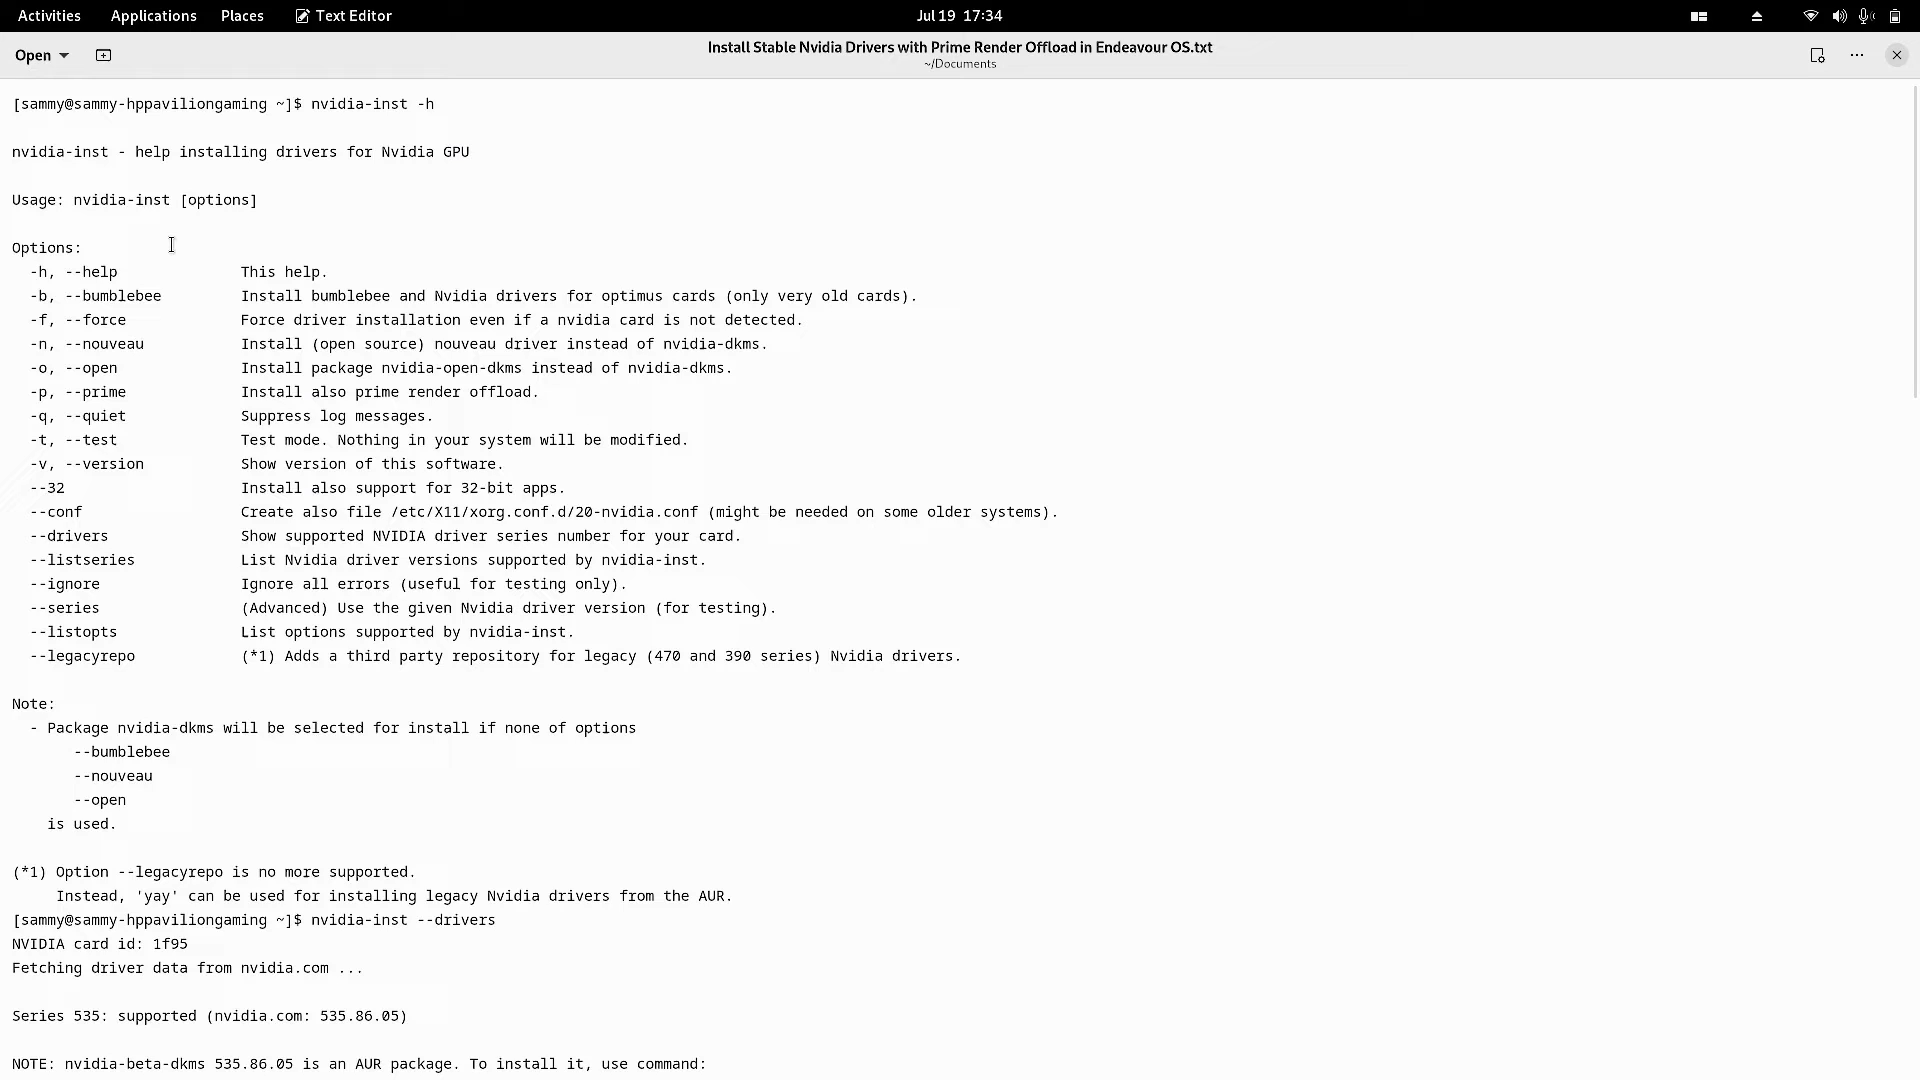 Activities Applications Places Text Editor Jul 19 17:34
Open Install Stable Nvidia Drivers with Prime Render Offload in Endeavour OS.txt
~/Documents
[sammy@sammy-hppaviliongaming ~]$ nvidia-inst -h
nvidia-inst - help installing drivers for Nvidia GPU
Usage: nvidia-inst [options]
Options:
-h, --help This help.
-b, --bumblebee Install bumblebee and Nvidia drivers for optimus cards (only very old cards).
-f, --force Force driver installation even if a nvidia card is not detected.
-n, --nouveau Install (open source) nouveau driver instead of nvidia-dkms.
-o, --open Install package nvidia-open-dkms instead of nvidia-dkms.
-p, --prime Install also prime render offload.
-q, --quiet Suppress log messages.
-t, --test Test mode. Nothing in your system will be modified.
-v, --version Show version of this software.
--32 Install also support for 32-bit apps.
--conf Create also file /etc/X11/xorg.conf.d/20-nvidia.conf (might be needed on some older systems).
--drivers Show supported NVIDIA driver series number for your card.
--listseries List Nvidia driver versions supported by nvidia-inst.
--ignore Ignore all errors (useful for testing only).
--series (Advanced) Use the given Nvidia driver version (for testing).
--listopts List options supported by nvidia-inst.
--legacyrepo (*1) Adds a third party repository for legacy (470 and 390 series) Nvidia drivers.
Note:
- Package nvidia-dkms will be selected for install if none of options
--bumblebee
--nouveau
--open
is used.
(*1) Option --legacyrepo is no more supported.
Instead, 'yay' can be used for installing legacy Nvidia drivers from the AUR.
[sammy@sammy-hppaviliongaming ~]$ nvidia-inst --drivers
NVIDIA card id: 1f95
Fetching driver data from nvidia.com ...
Series 535: supported (nvidia.com: 535.86.05)
NOTE: nvidia-beta-dkms 535.86.05 is an AUR package. To install it, use command: